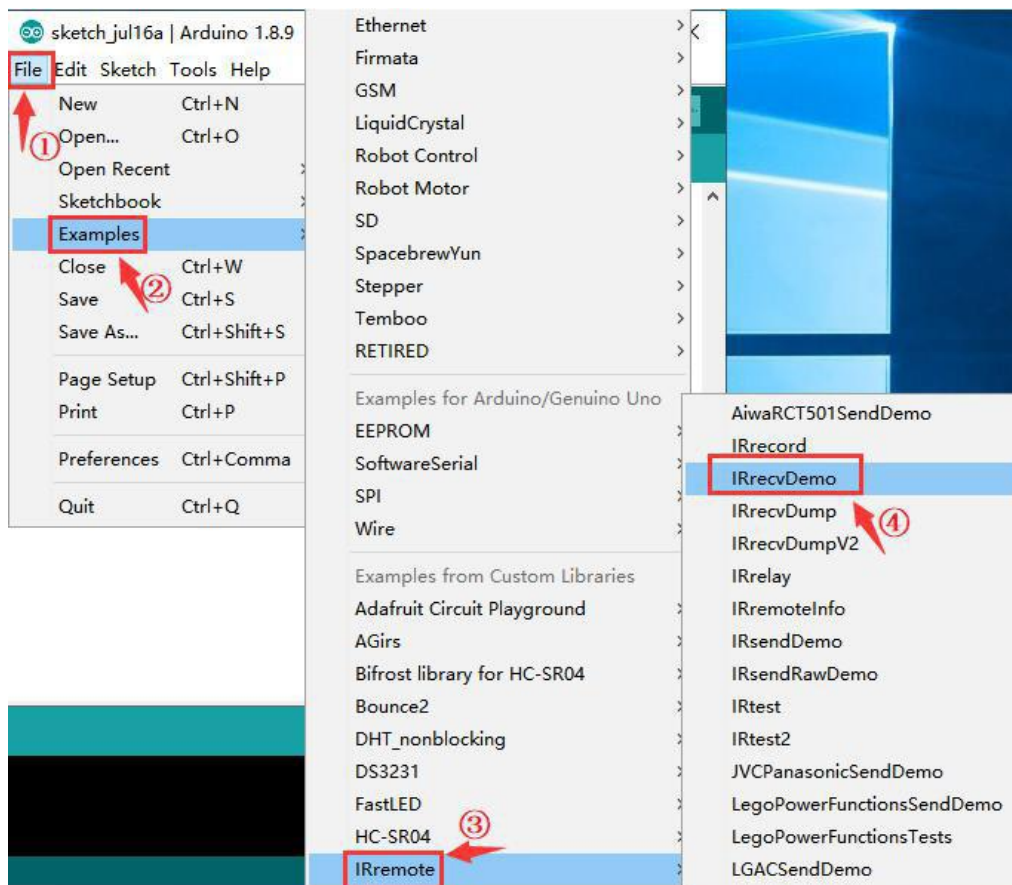 sketch_jul16a | Arduino 1.8.9
File Edit Sketch Tools Help
①
New Ctrl+N
Open... Ctrl+O
Open Recent
Sketchbook
Examples
②
Close Ctrl+W
Save Ctrl+S
Save As... Ctrl+Shift+S
Page Setup Ctrl+Shift+P
Print Ctrl+P
Preferences Ctrl+Comma
Quit Ctrl+Q
Ethernet
Firmata
GSM
LiquidCrystal
Robot Control
Robot Motor
SD
SpacebrewYun
Stepper
Temboo
RETIRED
Examples for Arduino/Genuino Uno
EEPROM
SoftwareSerial
SPI
Wire
Examples from Custom Libraries
Adafruit Circuit Playground
AGirs
Bifrost library for HC-SR04
Bounce2
DHT_nonblocking
DS3231
FastLED
HC-SR04
③
IRremote
AiwaRCT501SendDemo
IRrecord
IRrecvDemo
④
IRrecvDump
IRrecvDumpV2
IRrelay
IRremoteInfo
IRsendDemo
IRsendRawDemo
IRtest
IRtest2
JVCPanasonicSendDemo
LegoPowerFunctionsSendDemo
LegoPowerFunctionsTests
LGACSendDemo